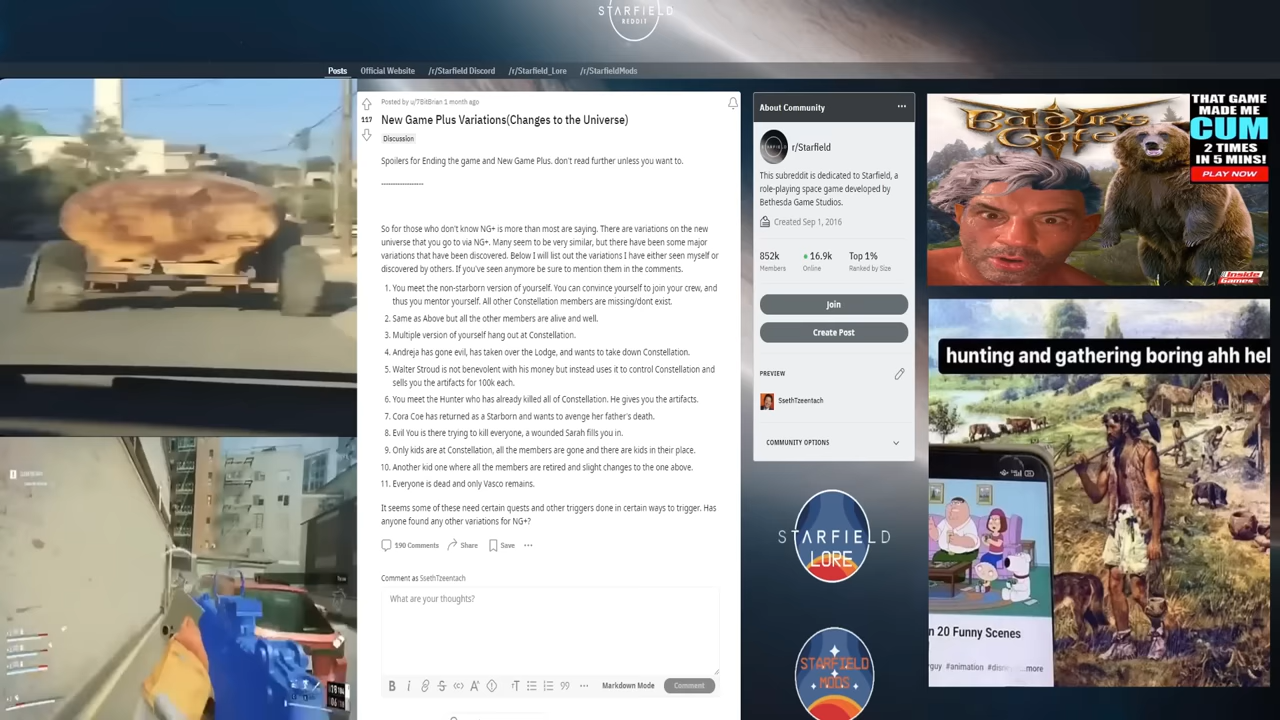 STARFIELD
REDDIT
Posts
Official Website
/r/Starfield Discord
/r/Starfield_Lore
/r/StarfieldMods
Posted by u/TBitBrian 1 month ago
117
New Game Plus Variations(Changes to the Universe)
Discussion
Spoilers for Ending the game and New Game Plus. don't read further unless you want to.
------------------
So for those who don't know NG+ is more than most are saying. There are variations on the new
universe that you go to via NG+. Many seem to be very similar, but there have been some major
variations that have been discovered. Below I will list out the variations I have either seen myself or
discovered by others. If you've seen anymore be sure to mention them in the comments.
1. You meet the non-starborn version of yourself. You can convince yourself to join your crew, and
thus you mentor yourself. All other Constellation members are missing/dont exist.
2. Same as Above but all the other members are alive and well.
3. Multiple version of yourself hang out at Constellation.
4. Andreja has gone evil, has taken over the Lodge, and wants to take down Constellation.
5. Walter Stroud is not benevolent with his money but instead uses it to control Constellation and
sells you the artifacts for 100k each.
6. You meet the Hunter who has already killed all of Constellation. He gives you the artifacts.
7. Cora Coe has returned as a Starborn and wants to avenge her father's death.
8. Evil You is there trying to kill everyone, a wounded Sarah fills you in.
9. Only kids are at Constellation, all the members are gone and there are kids in their place.
10. Another kid one where all the members are retired and slight changes to the one above.
11. Everyone is dead and only Vasco remains.
It seems some of these need certain quests and other triggers done in certain ways to trigger. Has
anyone found any other variations for NG+?
190 Comments
Share
Save
Comment as SsethTzeentach
What are your thoughts?
Markdown Mode
Comment
About Community
r/Starfield
This subreddit is dedicated to Starfield, a
role-playing space game developed by
Bethesda Game Studios.
Created Sep 1, 2016
852k
Members
16.9k
Online
Top 1%
Ranked by Size
Join
Create Post
PREVIEW
SsethTzeentach
COMMUNITY OPTIONS
STARFIELD
LORE
STARFIELD
MODS
Baldur's
Gate
THAT GAME
MADE ME
CUM
2 TIMES
IN 5 MINS!
PLAY NOW
Inside
Games
hunting and gathering boring ahh hel
n 20 Funny Scenes
guy #animation #disne ...more